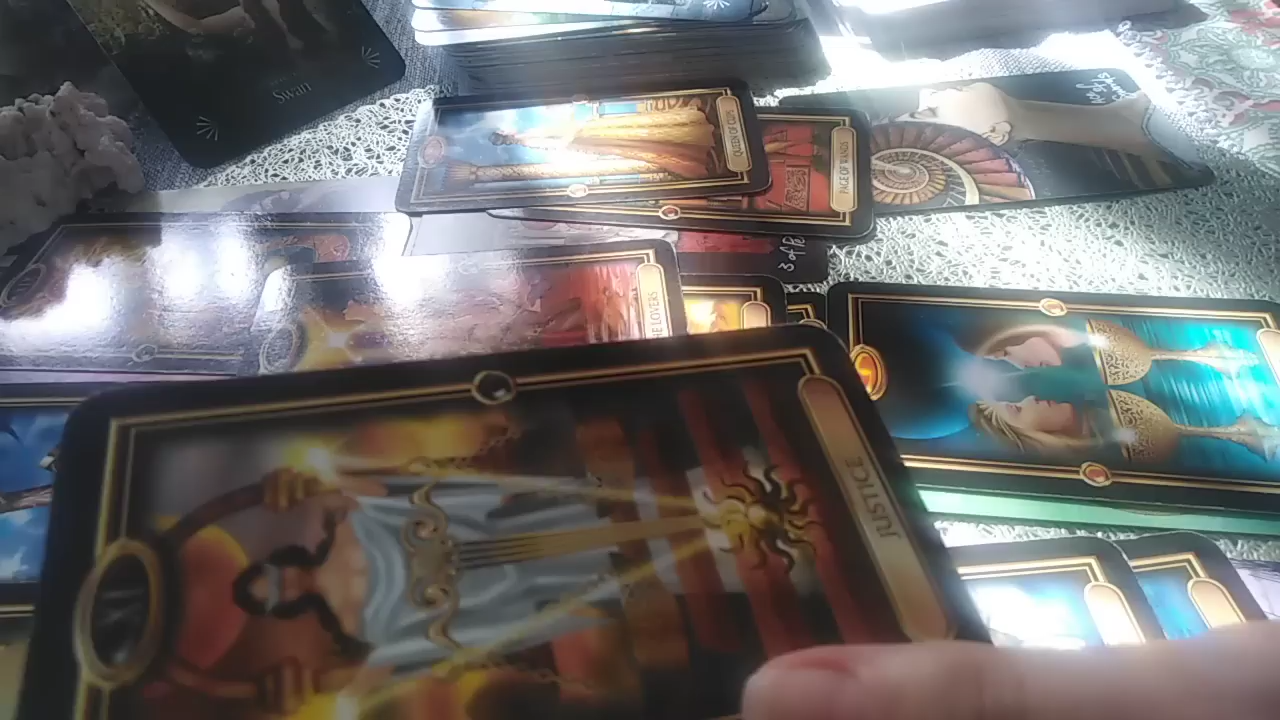 Swan
QUEEN OF CUPS
PAGE OF WANDS
3 of Pe
THE LOVERS
JUSTICE